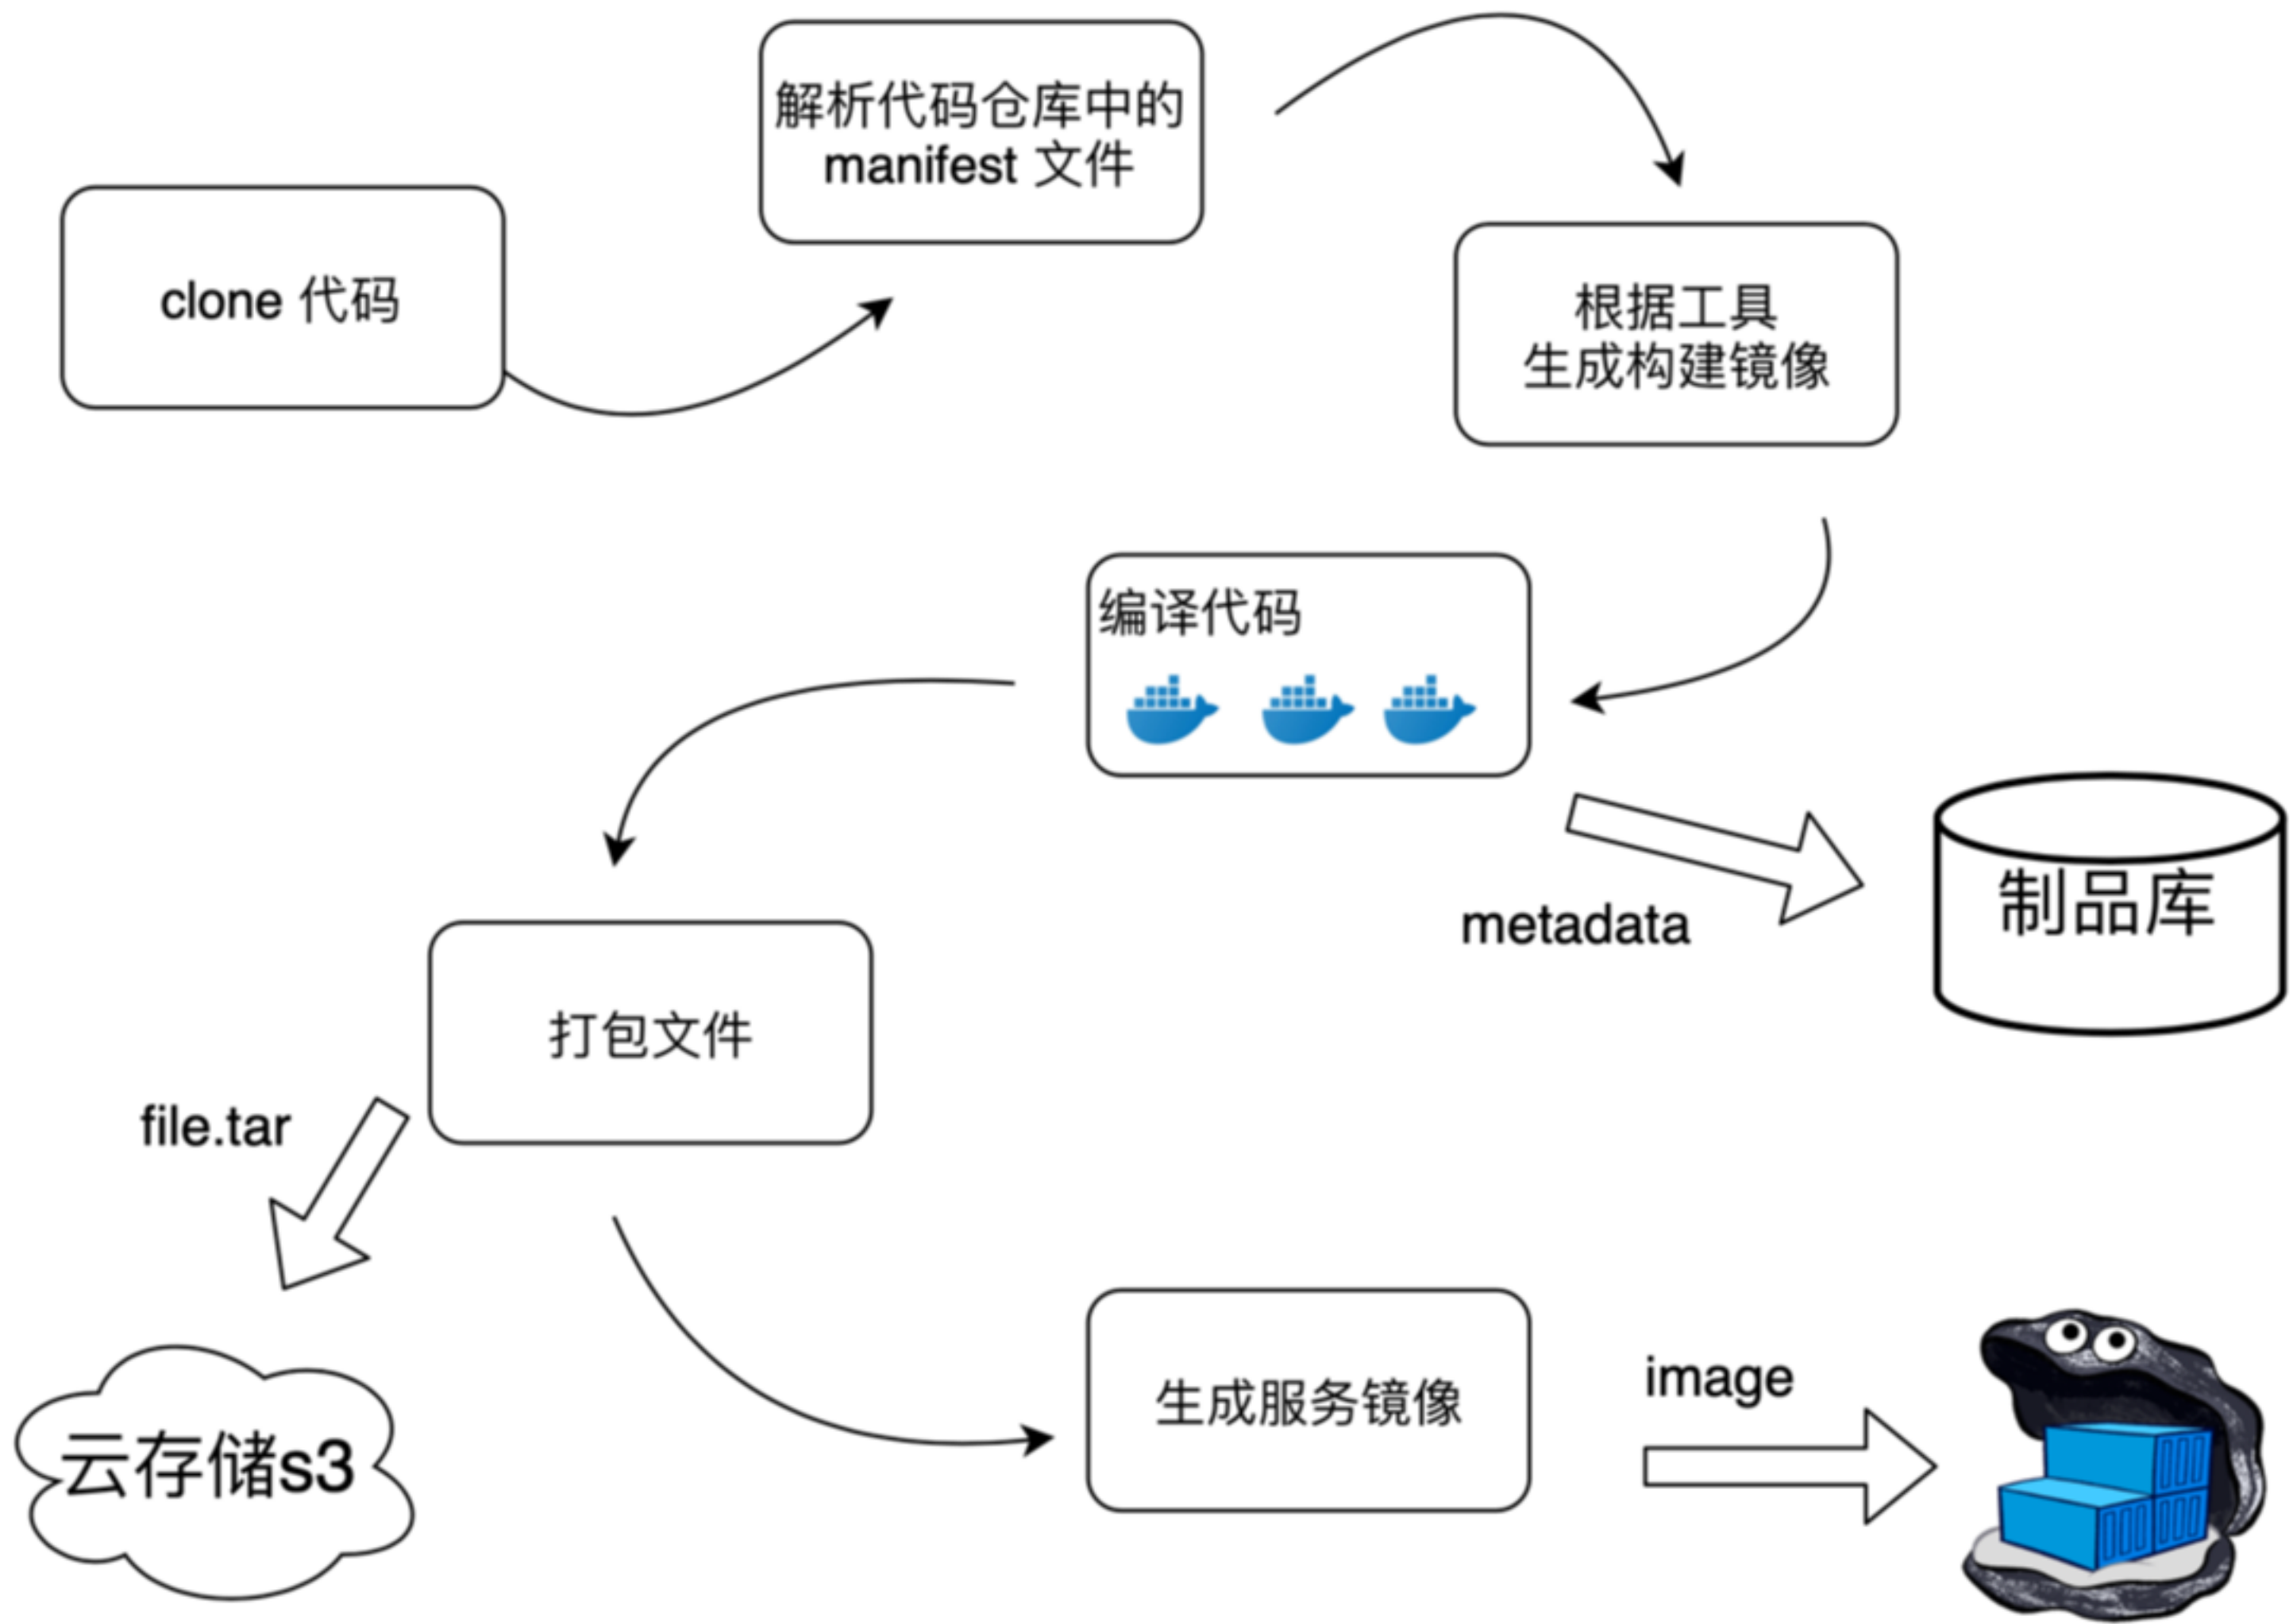 clone 代码
解析代码仓库中的
manifest 文件
根据工具
生成构建镜像
编译代码
metadata
制品库
打包文件
file.tar
云存储s3
生成服务镜像
image